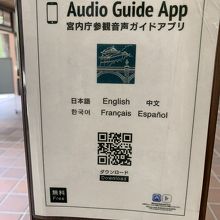 Audio Guide App
宮内庁参観音声ガイドアプリ
日本語 English 中文
한국어 Français Español
ダウンロード
Download
無料
Free